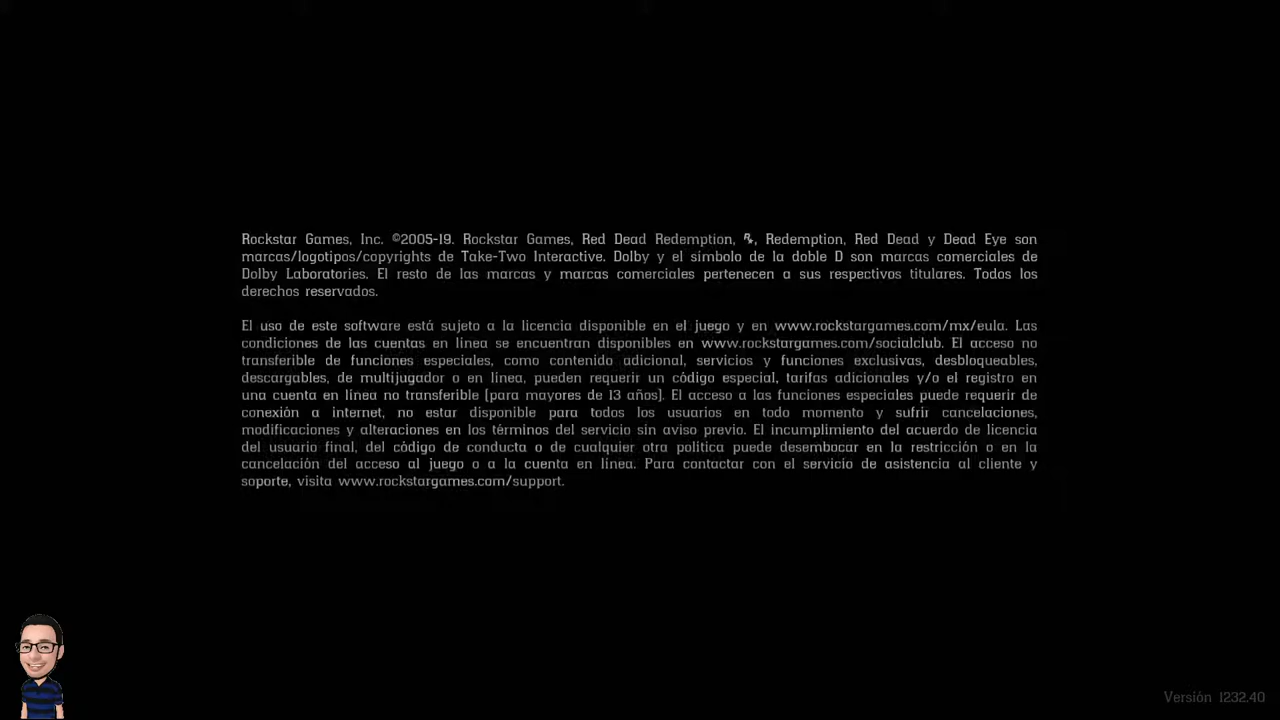 Rockstar Games, Inc. ©2005-19. Rockstar Games, Red Dead Redemption, R★, Redemption, Red Dead y Dead Eye son
marcas/logotipos/copyrights de Take-Two Interactive. Dolby y el símbolo de la doble D son marcas comerciales de
Dolby Laboratories. El resto de las marcas y marcas comerciales pertenecen a sus respectivos titulares. Todos los
derechos reservados.
El uso de este software está sujeto a la licencia disponible en el juego y en www.rockstargames.com/mx/eula. Las
condiciones de las cuentas en línea se encuentran disponibles en www.rockstargames.com/socialclub. El acceso no
transferible de funciones especiales, como contenido adicional, servicios y funciones exclusivas, desbloqueables,
descargables, de multijugador o en línea, pueden requerir un código especial, tarifas adicionales y/o el registro en
una cuenta en línea no transferible (para mayores de 13 años). El acceso a las funciones especiales puede requerir de
conexión a internet, no estar disponible para todos los usuarios en todo momento y sufrir cancelaciones,
modificaciones y alteraciones en los términos del servicio sin aviso previo. El incumplimiento del acuerdo de licencia
del usuario final, del código de conducta o de cualquier otra política puede desembocar en la restricción o en la
cancelación del acceso al juego o a la cuenta en línea. Para contactar con el servicio de asistencia al cliente y
soporte, visita www.rockstargames.com/support.
Versión 1232.40